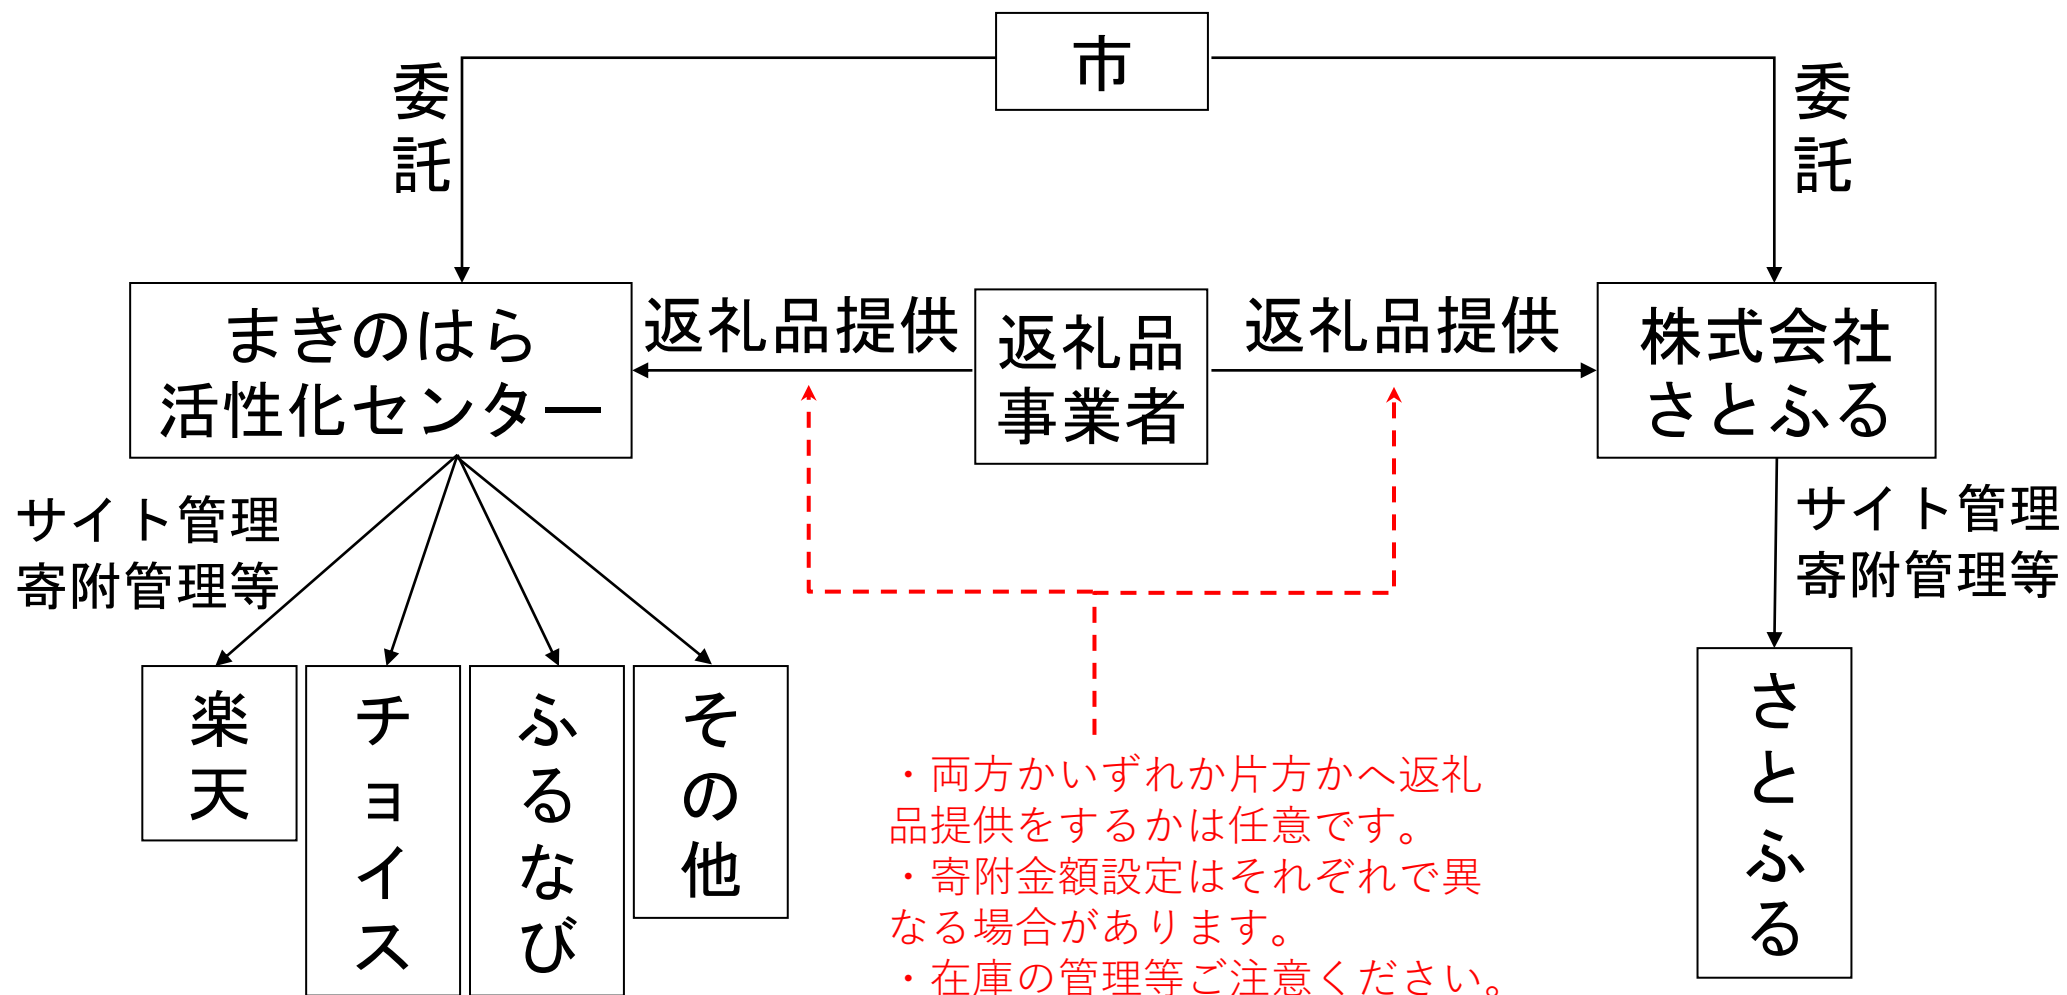 市
委託
委託
まきのはら
活性化センター
返礼品提供
返礼品
事業者
返礼品提供
株式会社
さとふる
サイト管理
寄附管理等
サイト管理
寄附管理等
楽天
チョイス
ふるなび
その他
さとふる
・両方かいずれか片方かへ返礼
品提供をするかは任意です。
・寄附金額設定はそれぞれで異
なる場合があります。
・在庫の管理等ご注意ください。